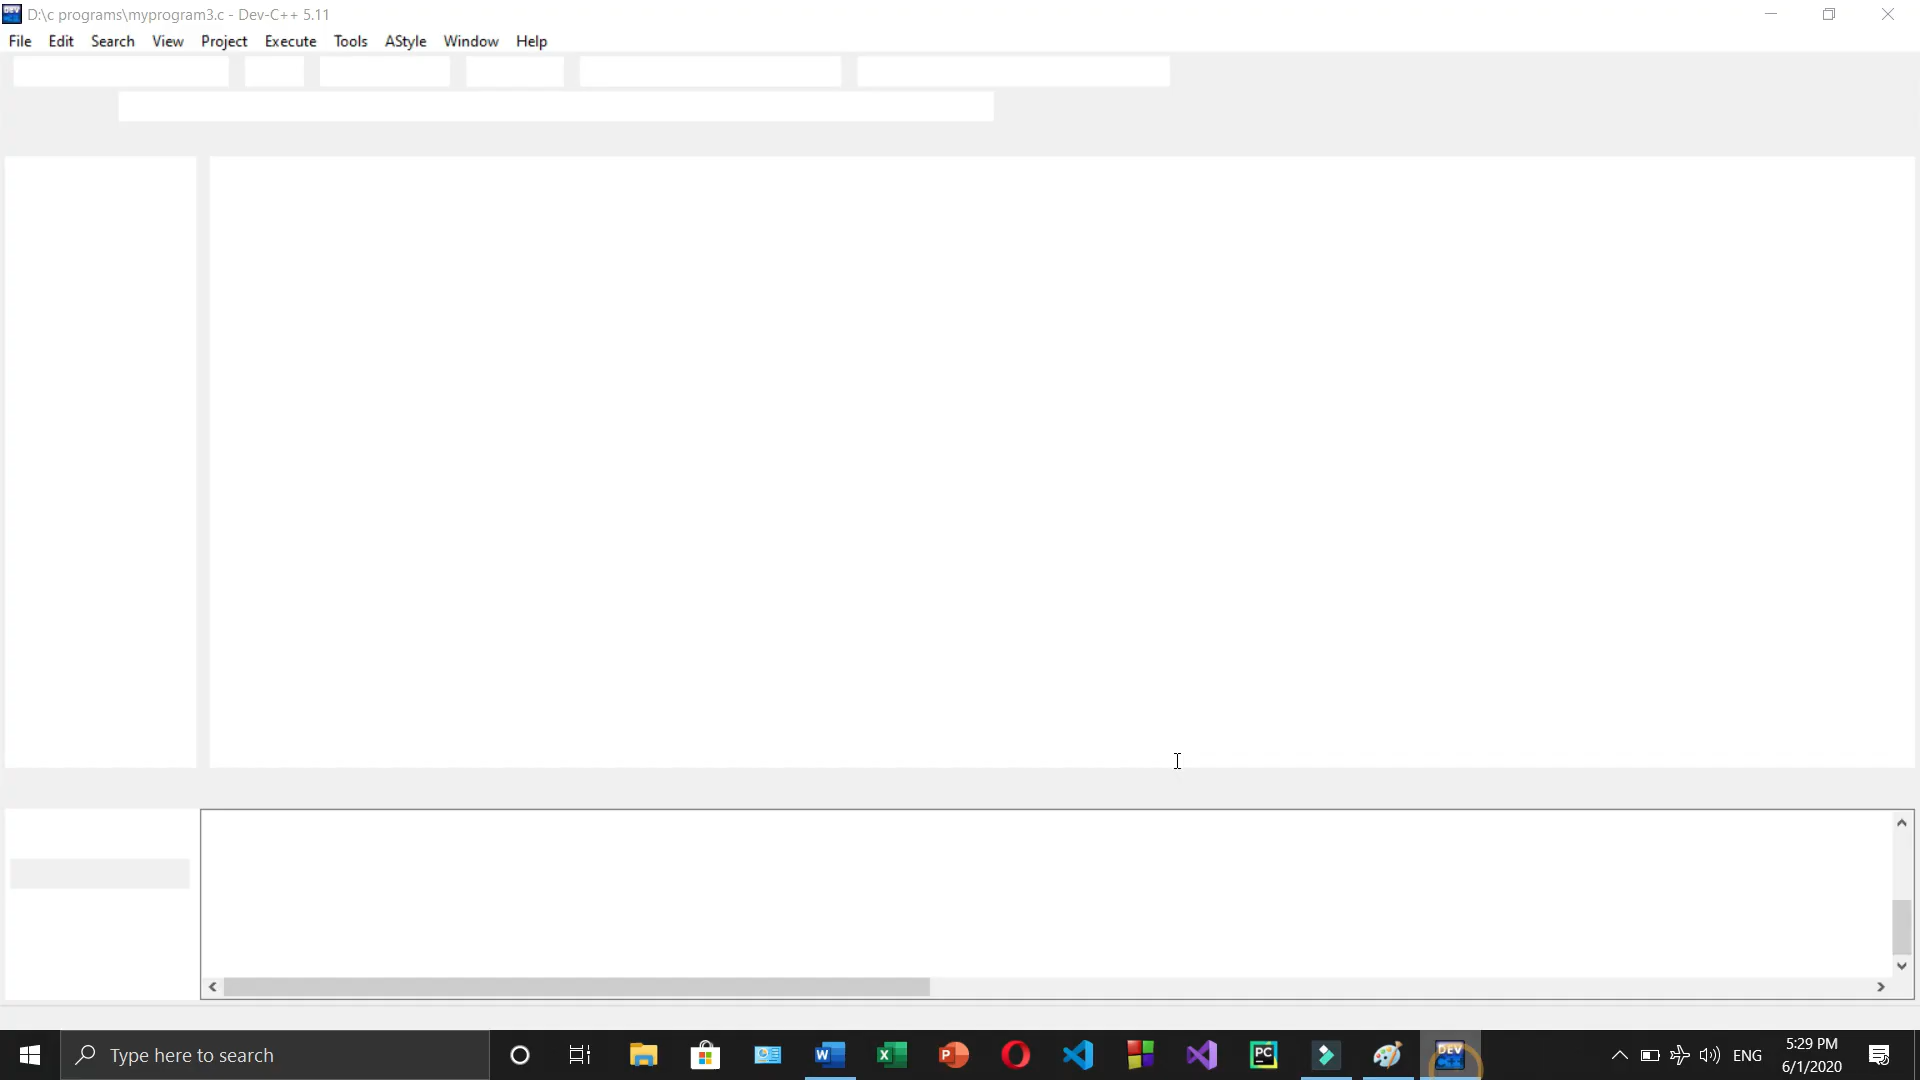 D:\c programs\myprogram3.c - Dev-C++ 5.11
File Edit Search View Project Execute Tools AStyle Window Help
Type here to search
ENG
5:29 PM
6/1/2020